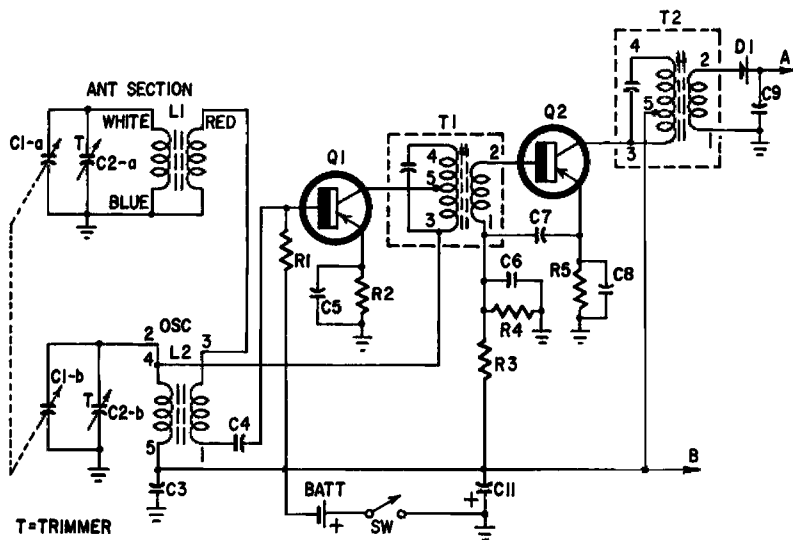 T2
4
2
D1
A
5
C9
3
1
ANT SECTION
L1
WHITE
RED
C1-a
T
C2-a
BLUE
Q1
T1
Q2
4
2
5
3
1
C7
R1
C5
R2
C6
R4
R5
C8
R3
OSC
2
3
4
L2
C1-b
T
C2-b
C4
5
1
B
C3
BATT
+
SW
+
C11
T=TRIMMER